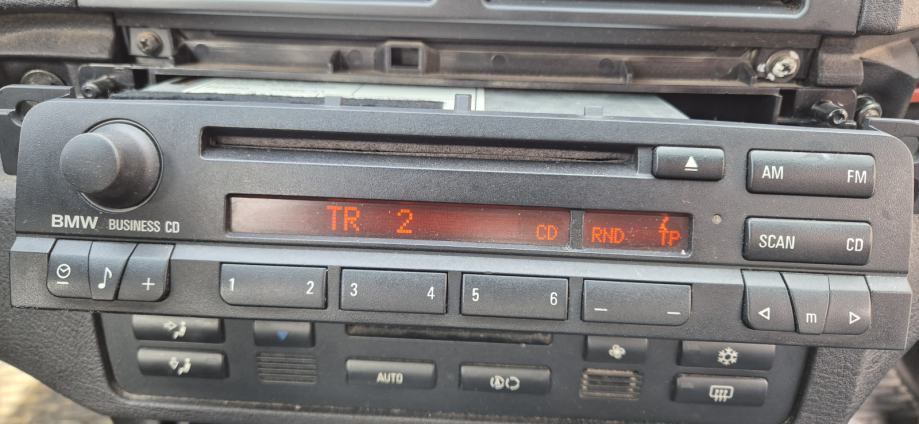 AM FM
TR 2 CD RND TP
BMW BUSINESS CD
SCAN CD
+ 1 2 3 4 5 6 m
AUTO